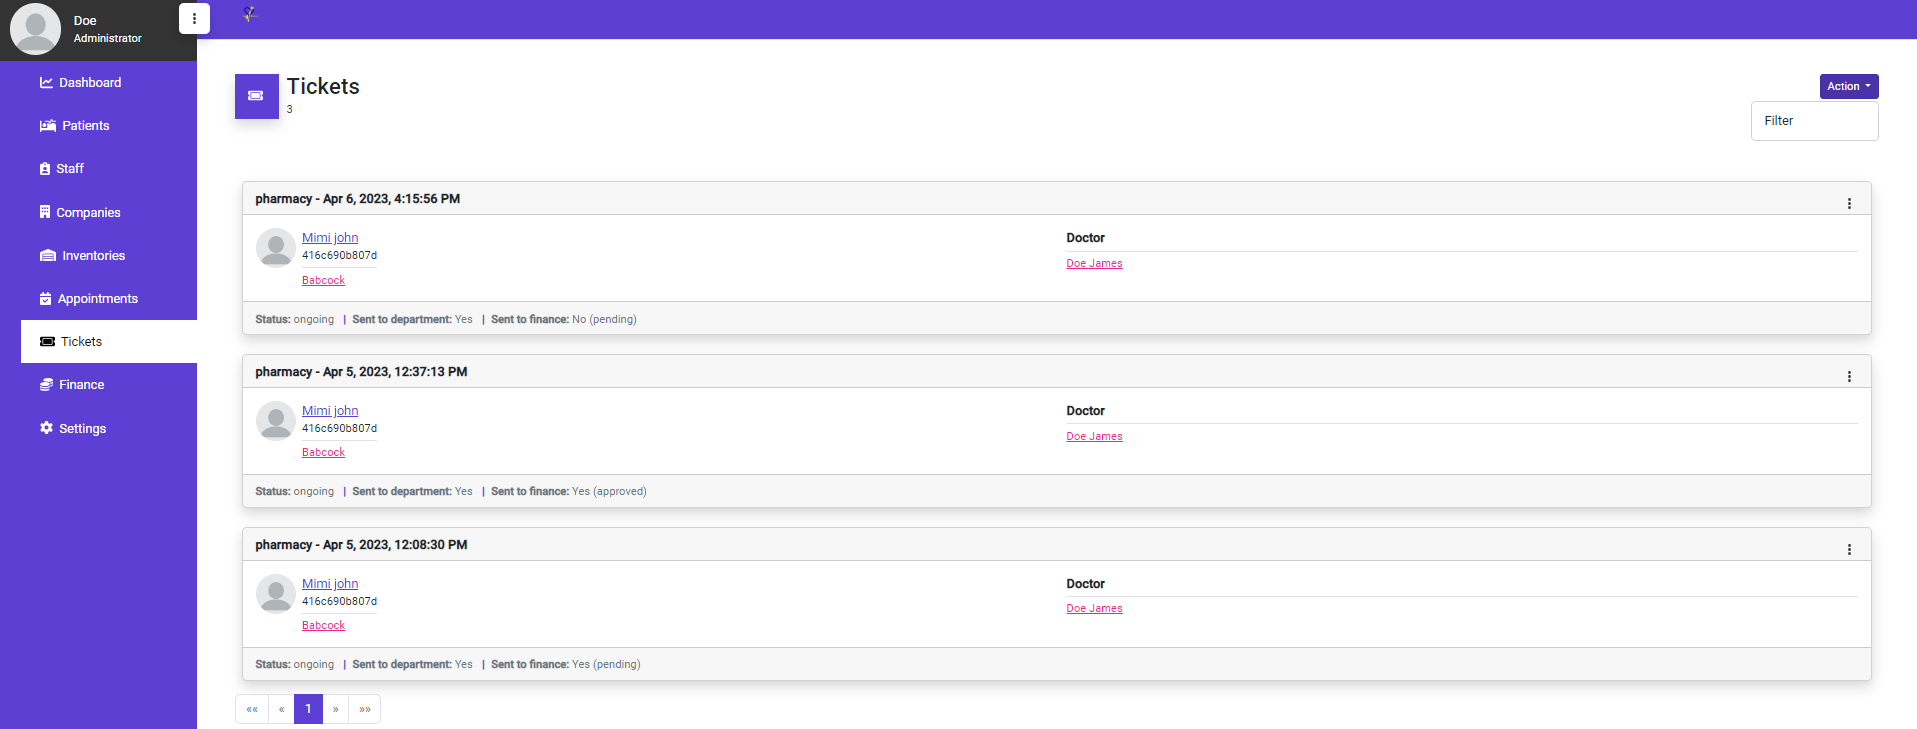 Doe
Administrator
Dashboard
Patients
Staff
Companies
Inventories
Appointments
Tickets
Finance
Settings
Tickets
3
Action
Filter
pharmacy - Apr 6, 2023, 4:15:56 PM
Mimi john
416c690b807d
Babcock
Doctor
Doe James
Status: ongoing | Sent to department: Yes | Sent to finance: No (pending)
pharmacy - Apr 5, 2023, 12:37:13 PM
Mimi john
416c690b807d
Babcock
Doctor
Doe James
Status: ongoing | Sent to department: Yes | Sent to finance: Yes (approved)
pharmacy - Apr 5, 2023, 12:08:30 PM
Mimi john
416c690b807d
Babcock
Doctor
Doe James
Status: ongoing | Sent to department: Yes | Sent to finance: Yes (pending)
«« « 1 » »»